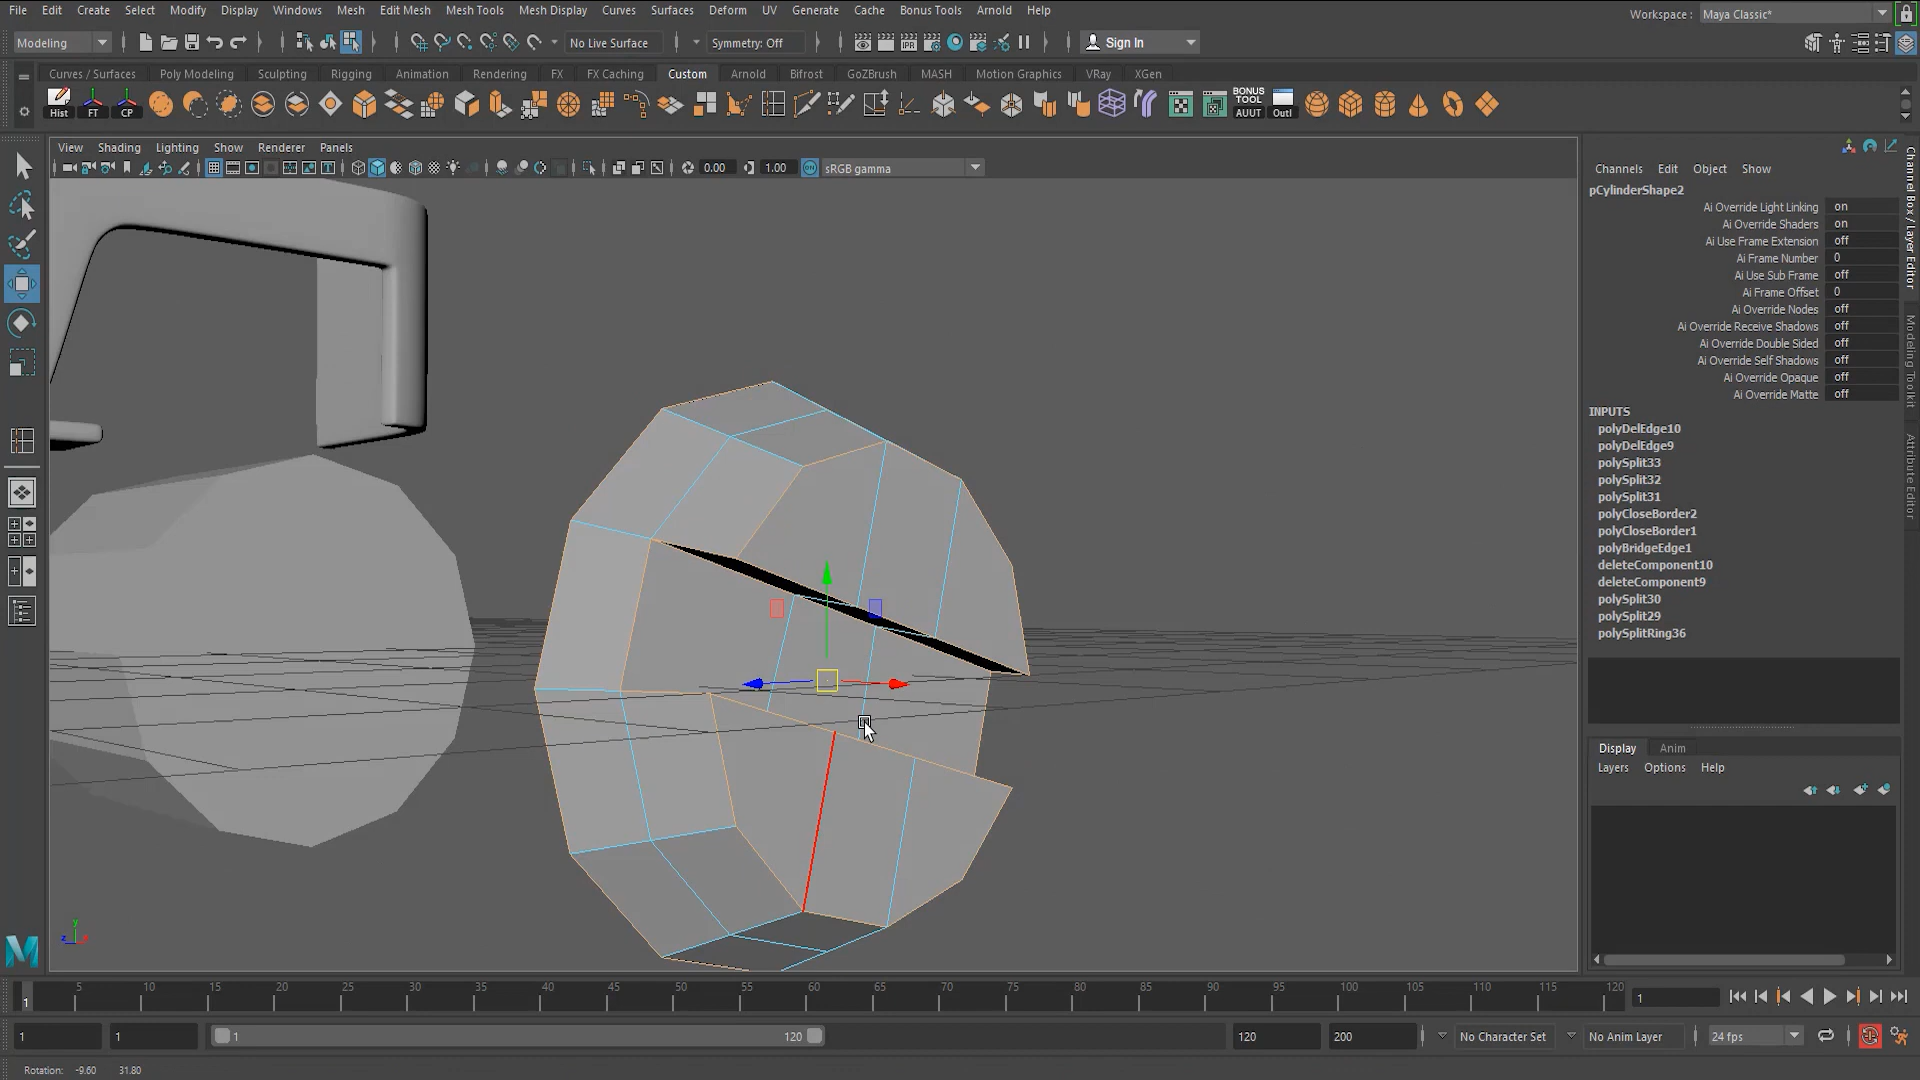 File Edit Create Select Modify Display Windows Mesh Edit Mesh Mesh Tools Mesh Display Curves Surfaces Deform UV Generate Cache Bonus Tools Arnold Help
Workspace : Maya Classic*
Modeling No Live Surface Symmetry: Off IPR Sign In
Curves / Surfaces Poly Modeling Sculpting Rigging Animation Rendering FX FX Caching Custom Arnold Bifrost GoZBrush MASH Motion Graphics VRay XGen
Hist FT CP BONUS TOOL AUUT Outl
View Shading Lighting Show Renderer Panels
0.00 1.00 sRGB gamma
Channels Edit Object Show
pCylinderShape2
Ai Override Light Linking on
Ai Override Shaders on
Ai Use Frame Extension off
Ai Frame Number 0
Ai Use Sub Frame off
Ai Frame Offset 0
Ai Override Nodes off
Ai Override Receive Shadows off
Ai Override Double Sided off
Ai Override Self Shadows off
Ai Override Opaque off
Ai Override Matte off
INPUTS
polyDelEdge10
polyDelEdge9
polySplit33
polySplit32
polySplit31
polyCloseBorder2
polyCloseBorder1
polyBridgeEdge1
deleteComponent10
deleteComponent9
polySplit30
polySplit29
polySplitRing36
Channel Box / Layer Editor
Modeling Toolkit
Attribute Editor
Display Anim
Layers Options Help
y
z
5 10 15 20 25 30 35 40 45 50 55 60 65 70 75 80 85 90 95 100 105 110 115 120
1 1
1 1 1 120 120 200 No Character Set No Anim Layer 24 fps
Rotation: -9.60 31.80